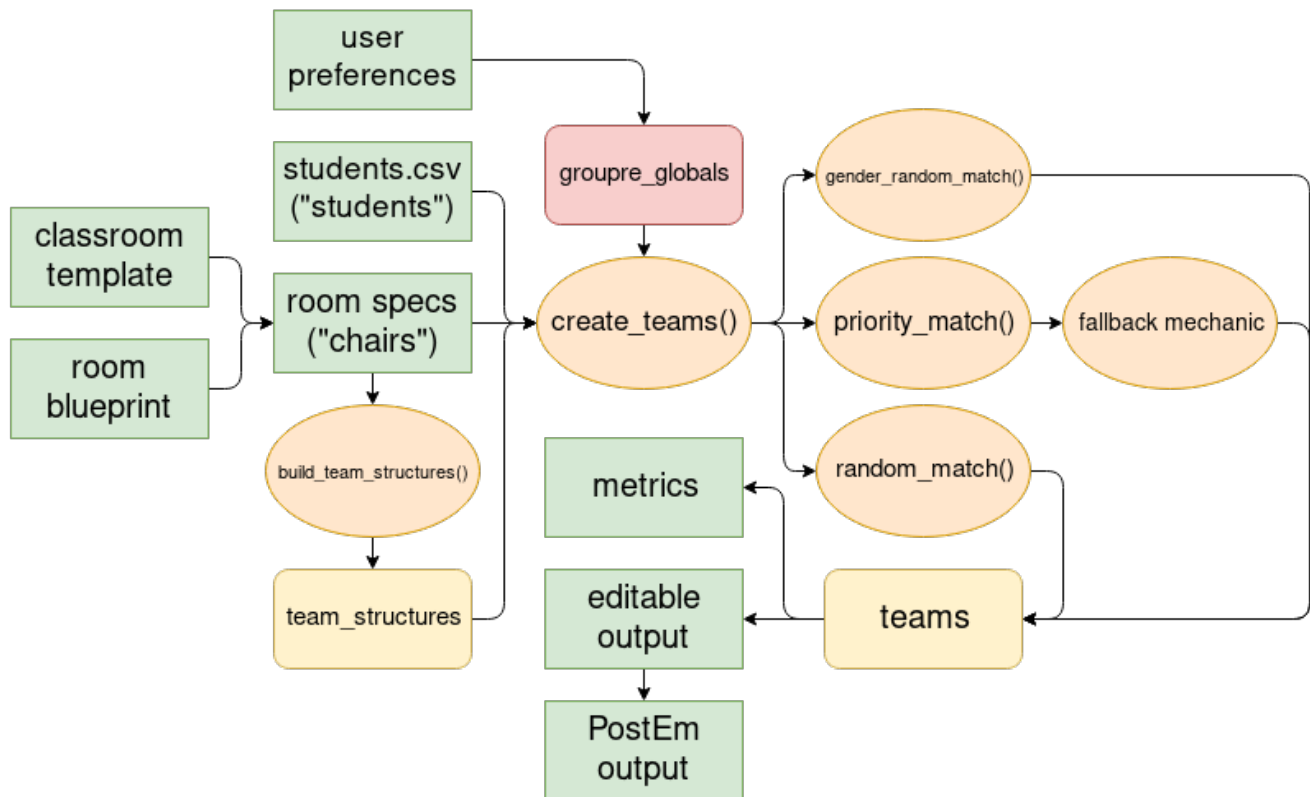 user
preferences
students.csv
("students")
groupre_globals
gender_random_match()
classroom
template
room specs
("chairs")
create_teams()
priority_match()
fallback mechanic
room
blueprint
build_team_structures()
metrics
random_match()
team_structures
editable
output
teams
PostEm
output